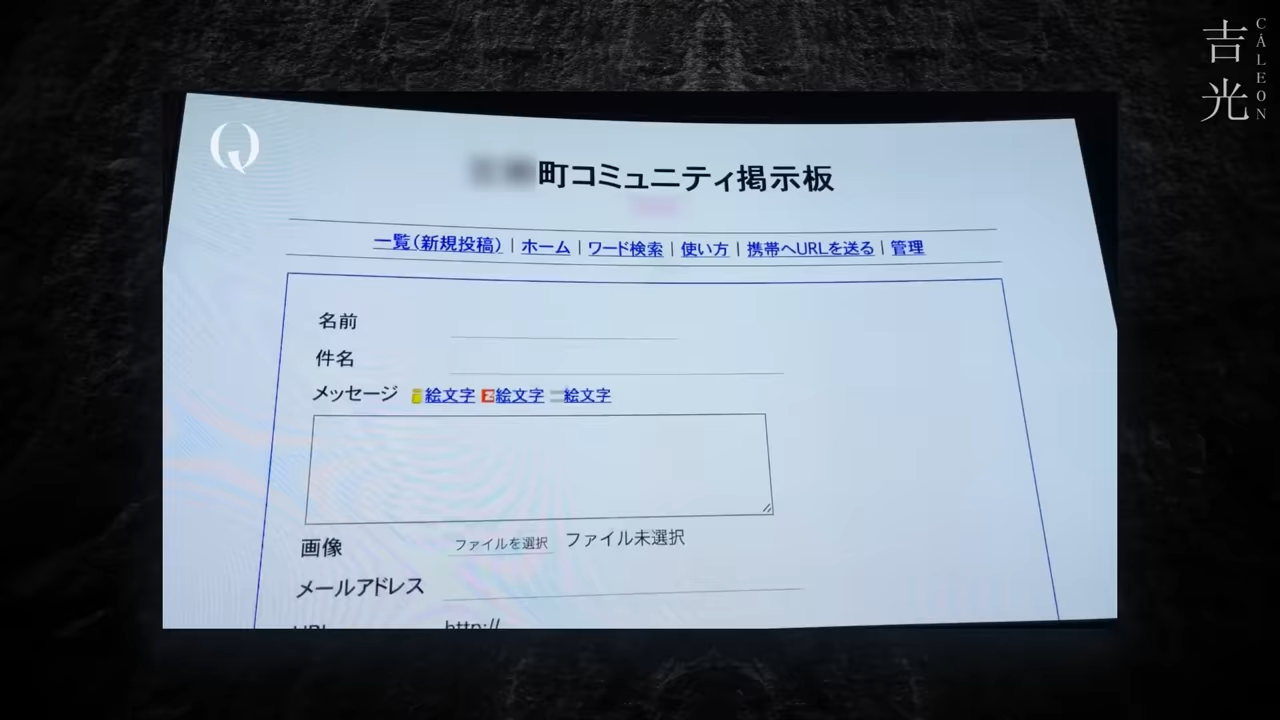 吉光
CÁLEON
Q
町コミュニティ掲示板
一覧(新規投稿) | ホーム | ワード検索 | 使い方 | 携帯へURLを送る | 管理
名前
件名
メッセージ 絵文字 Z絵文字 絵文字
画像 ファイルを選択 ファイル未選択
メールアドレス
URL http://